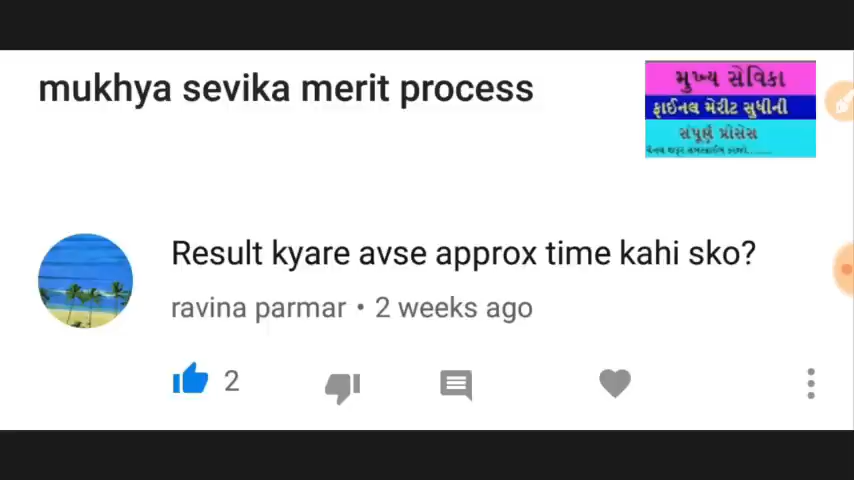 mukhya sevika merit process
મુખ્ય સેવિકા
ફાઈનલ મેરીટ સુધીની
સંપૂર્ણ પ્રોસેસ
Result kyare avse approx time kahi sko?
ravina parmar • 2 weeks ago
2